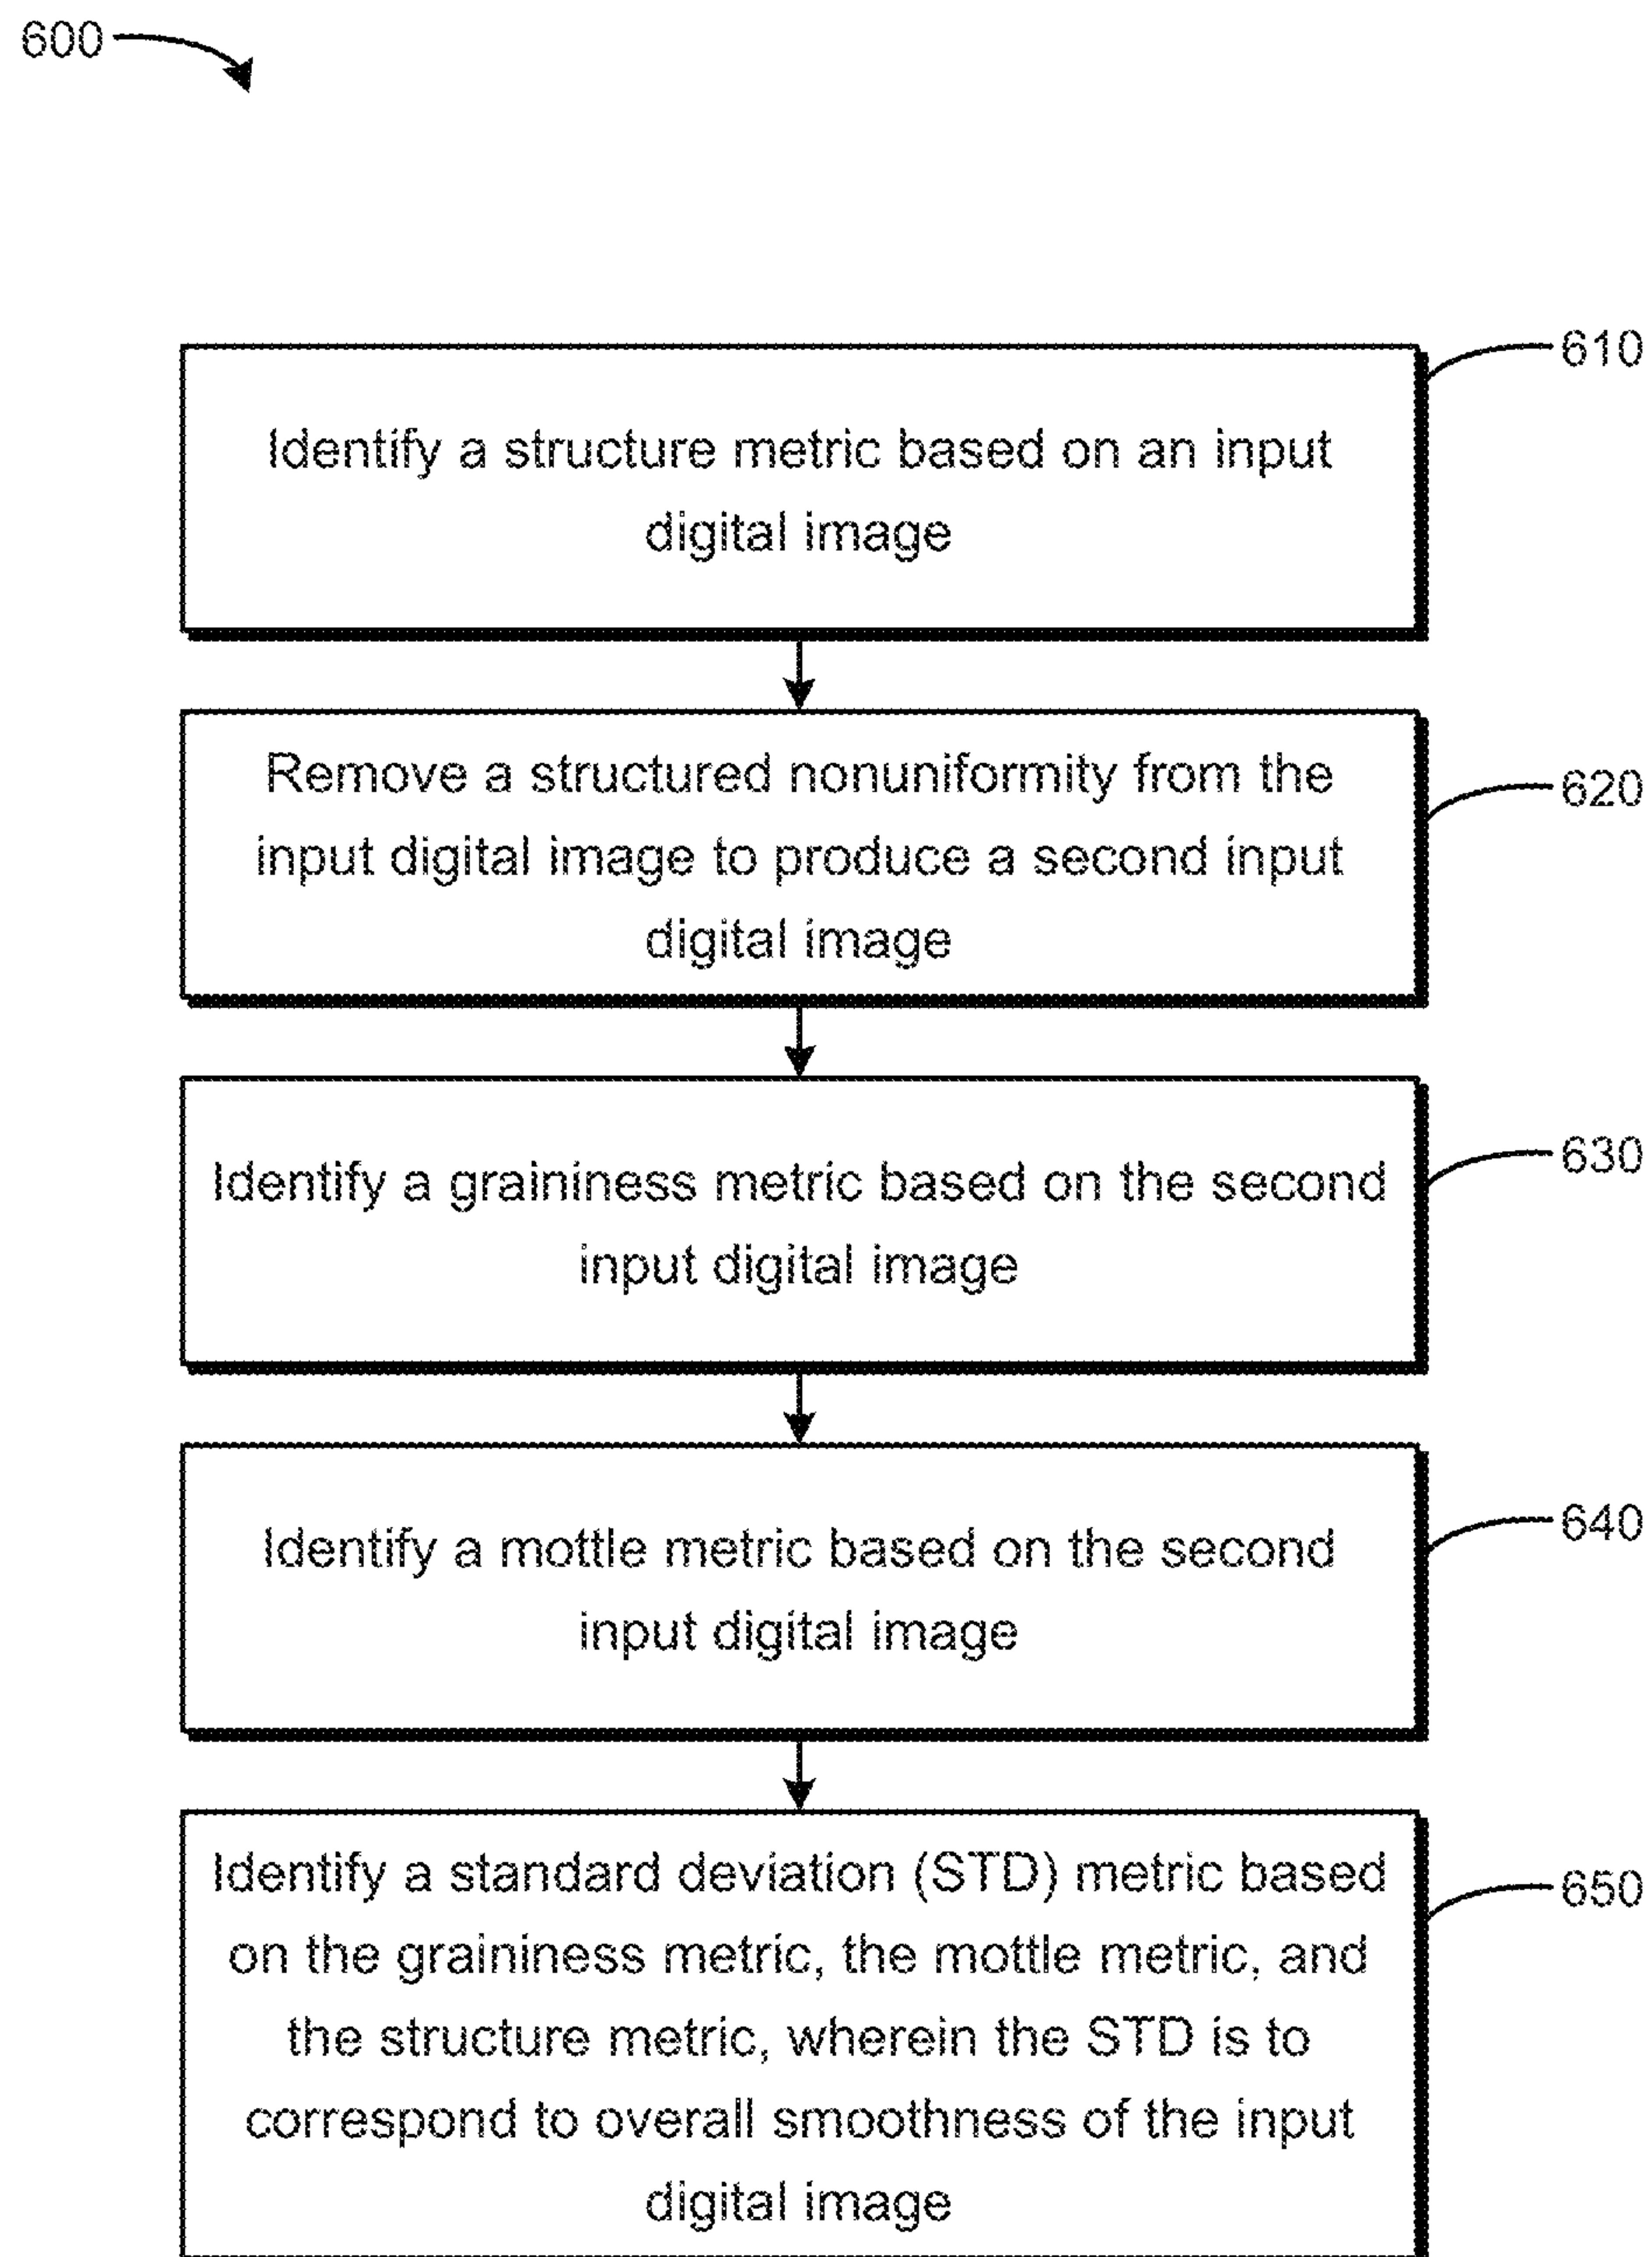 600
610
Identify a structure metric based on an input
digital image
620
Remove a structured nonuniformity from the
input digital image to produce a second input
digital image
630
Identify a graininess metric based on the second
input digital image
640
Identify a mottle metric based on the second
input digital image
650
Identify a standard deviation (STD) metric based
on the graininess metric, the mottle metric, and
the structure metric, wherein the STD is to
correspond to overall smoothness of the input
digital image